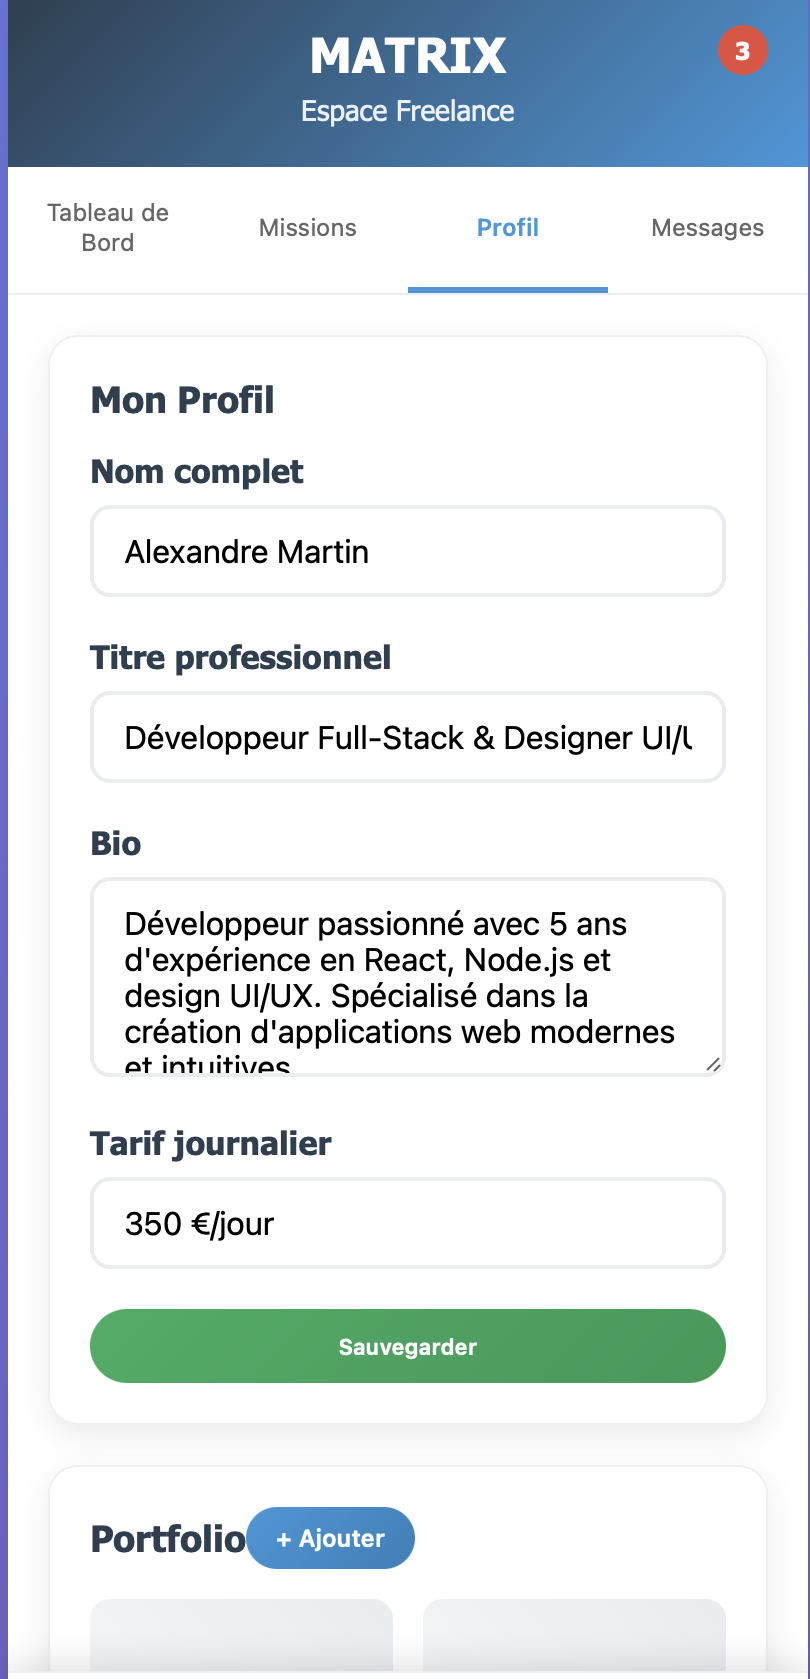 MATRIX
3
Espace Freelance
Tableau de
Bord
Missions
Profil
Messages
Mon Profil
Nom complet
Alexandre Martin
Titre professionnel
Développeur Full-Stack & Designer UI/
Bio
Développeur passionné avec 5 ans
d'expérience en React, Node.js et
design UI/UX. Spécialisé dans la
création d'applications web modernes
et intuitives
Tarif journalier
350 €/jour
Sauvegarder
Portfolio
+ Ajouter